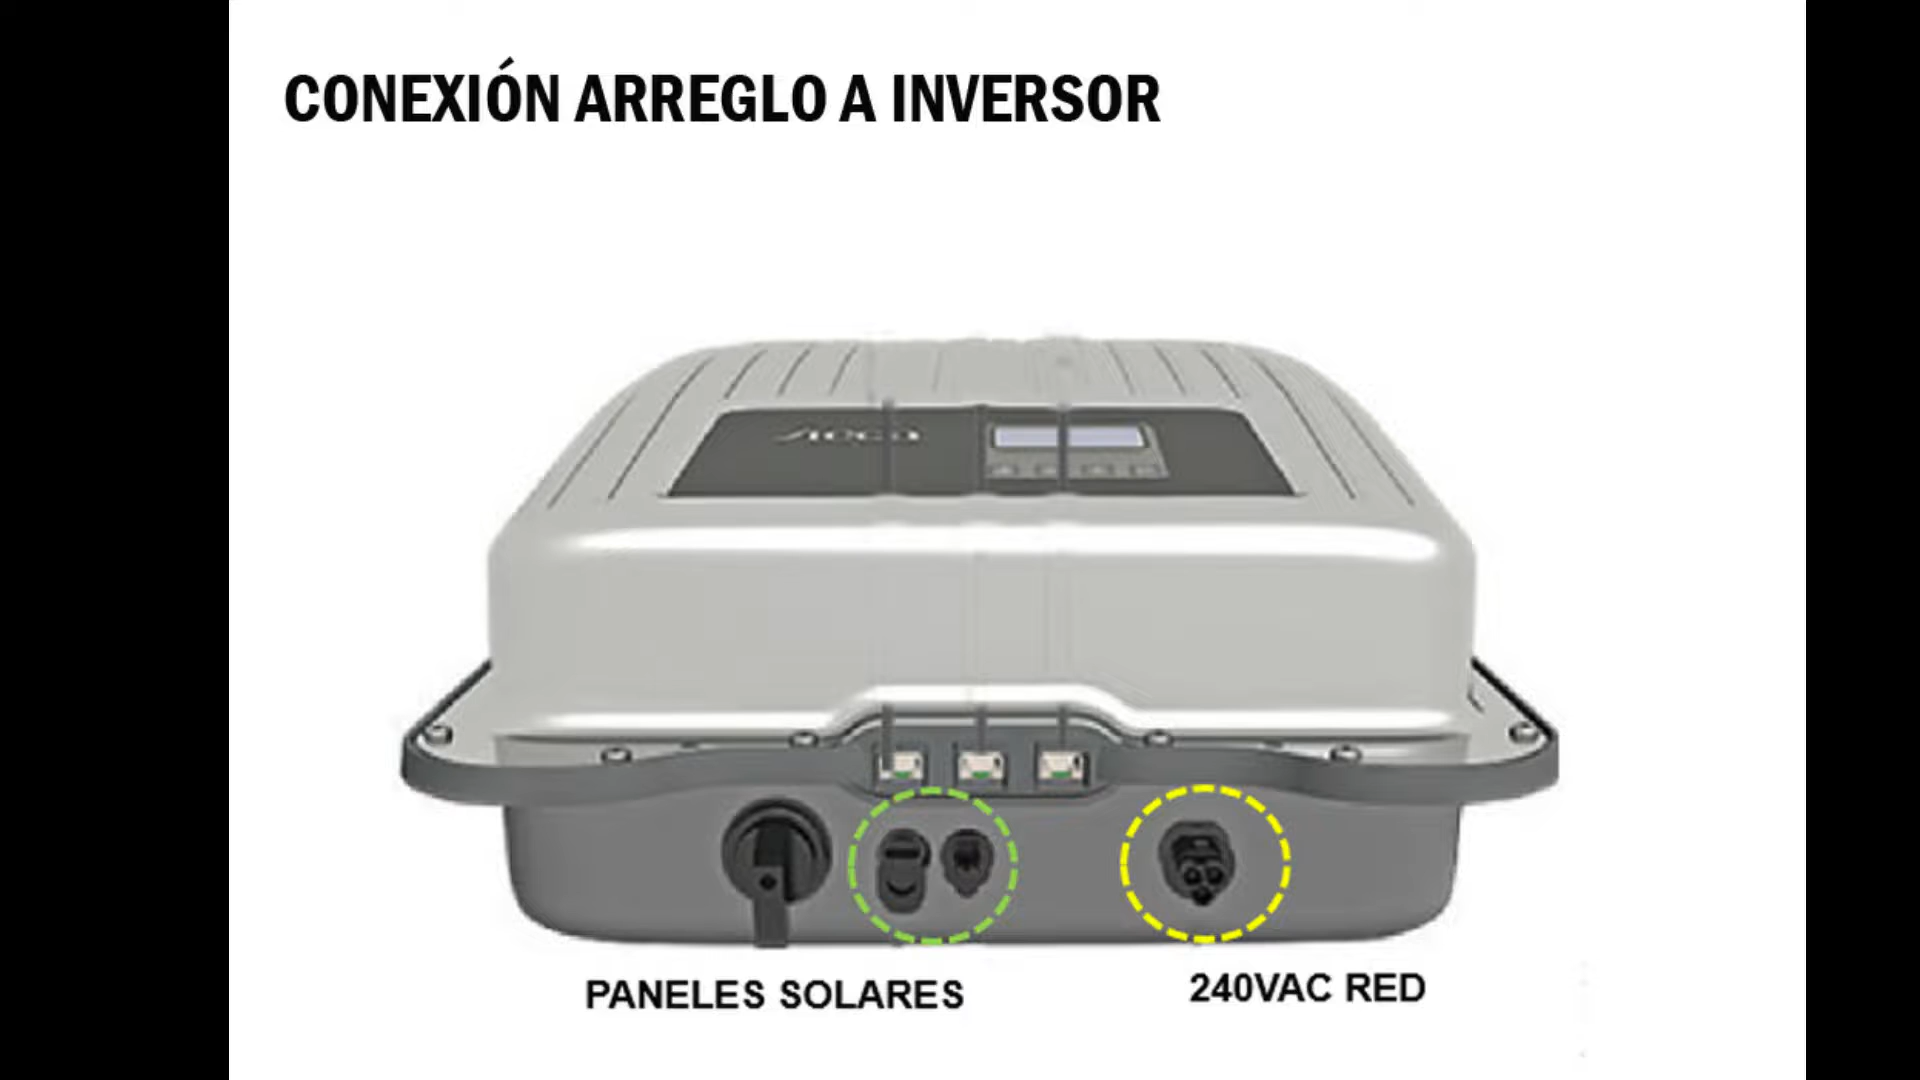 CONEXIÓN ARREGLO A INVERSOR
PANELES SOLARES
240VAC RED